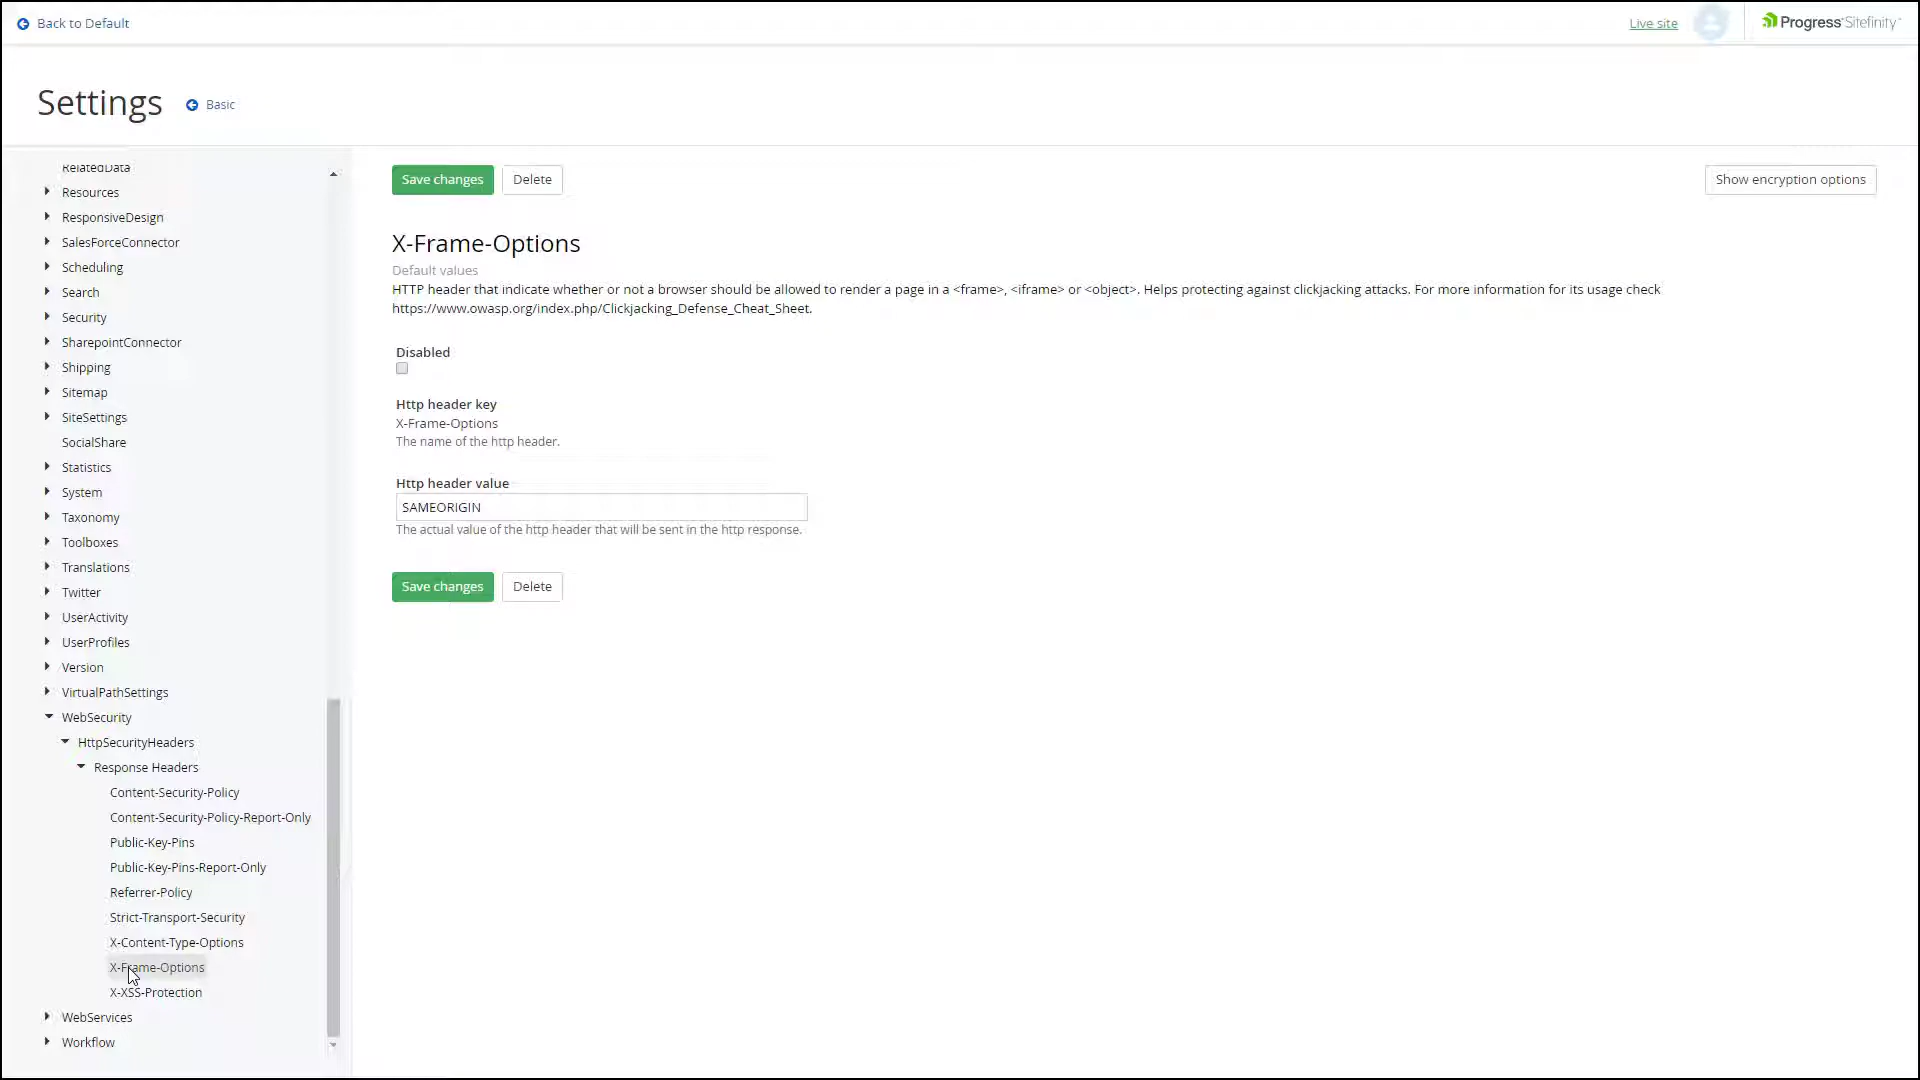 Back to Default
Live site
Progress Sitefinity
Settings
Basic
RelatedData
Resources
ResponsiveDesign
SalesForceConnector
Scheduling
Search
Security
SharepointConnector
Shipping
Sitemap
SiteSettings
SocialShare
Statistics
System
Taxonomy
Toolboxes
Translations
Twitter
UserActivity
UserProfiles
Version
VirtualPathSettings
WebSecurity
HttpSecurityHeaders
Response Headers
Content-Security-Policy
Content-Security-Policy-Report-Only
Public-Key-Pins
Public-Key-Pins-Report-Only
Referrer-Policy
Strict-Transport-Security
X-Content-Type-Options
X-Frame-Options
X-XSS-Protection
WebServices
Workflow
Save changes
Delete
Show encryption options
X-Frame-Options
Default values
HTTP header that indicate whether or not a browser should be allowed to render a page in a <frame>, <iframe> or <object>. Helps protecting against clickjacking attacks. For more information for its usage check
https://www.owasp.org/index.php/Clickjacking_Defense_Cheat_Sheet.
Disabled
Http header key
X-Frame-Options
The name of the http header.
Http header value
SAMEORIGIN
The actual value of the http header that will be sent in the http response.
Save changes
Delete